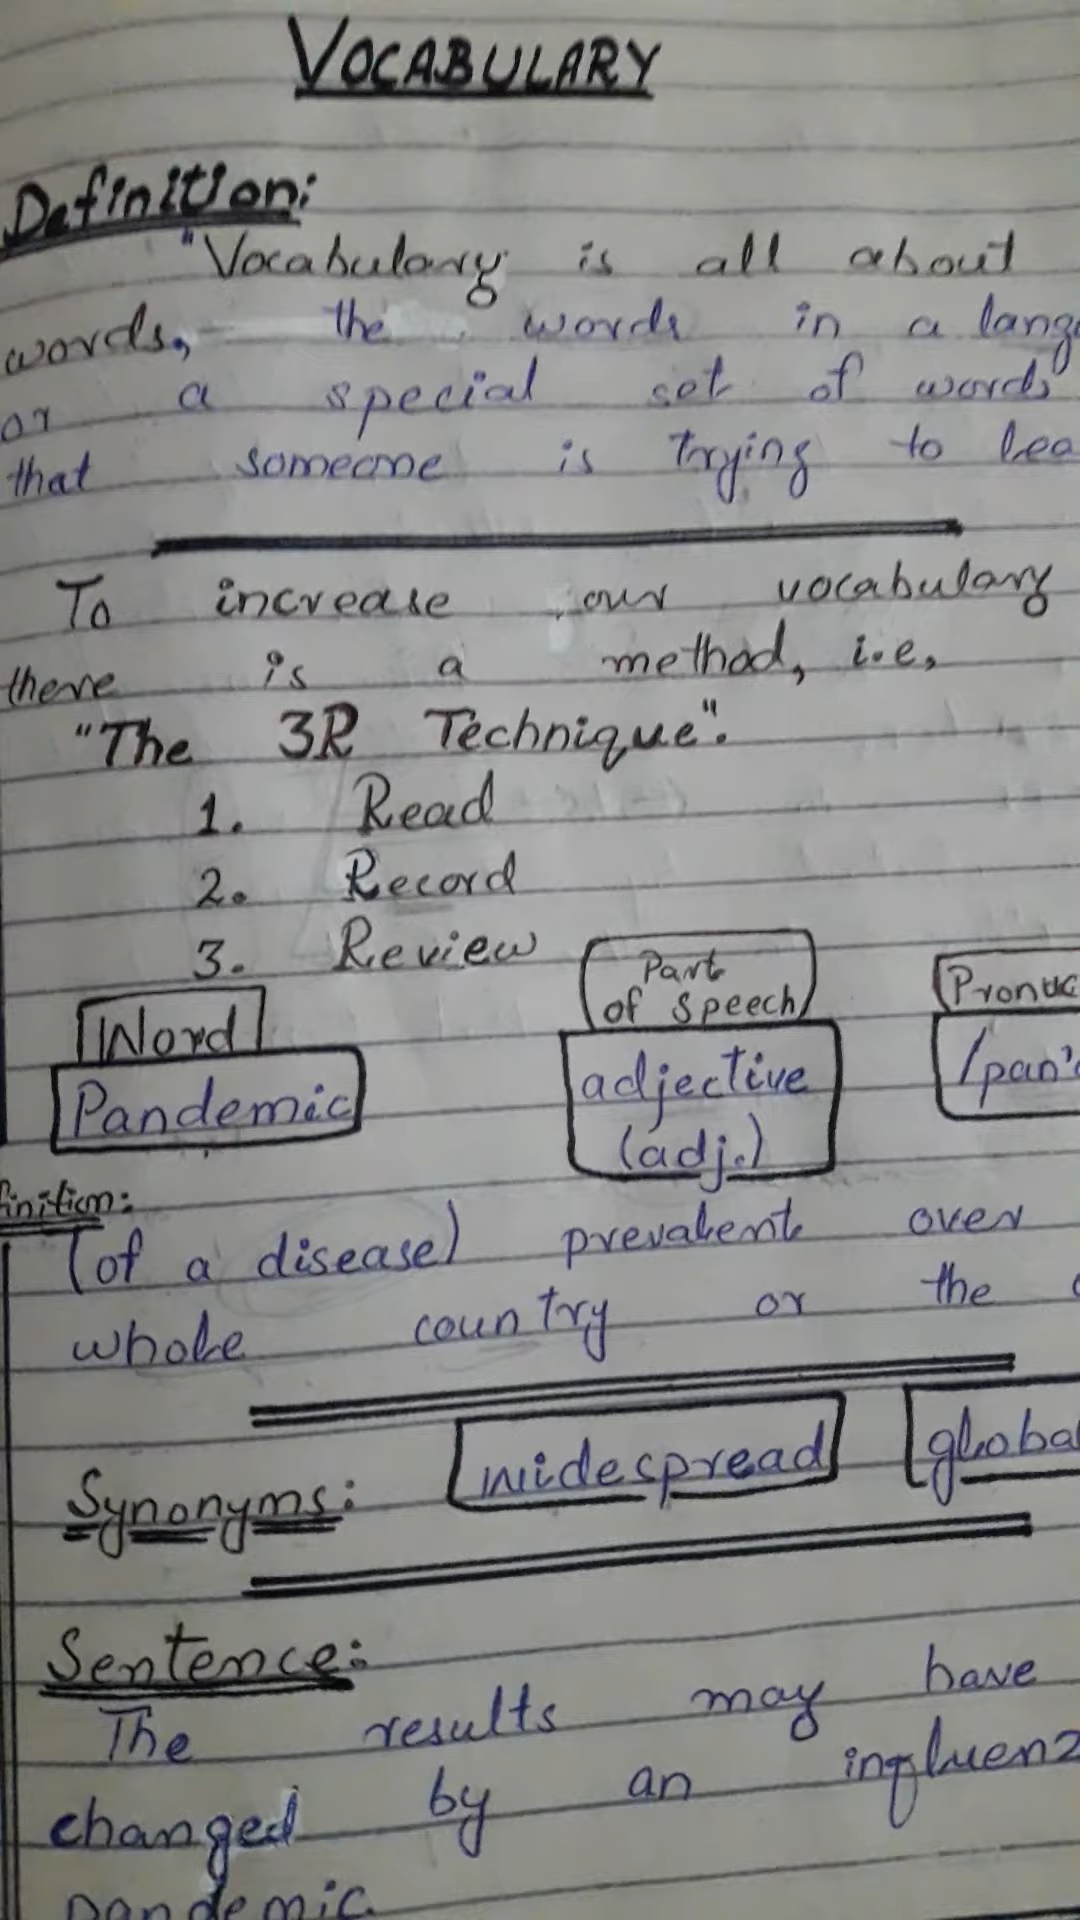 VOCABULARY
Definition:
"Vocabulary is all about
words, the words in a lang
or a special set of words
that someone is trying to lea
To increase our vocabulary
there is a method, i.e,
"The 3R Technique".
1. Read
2. Record
3. Review
Part
of speech
Pronuc
Word
adjective
(adj.)
/pan'
Pandemic
finition:
(of a disease) prevalent over
whole country or the
Synonyms: widespread globa
Sentence:
The results may have
changed by an influenz
pandemic